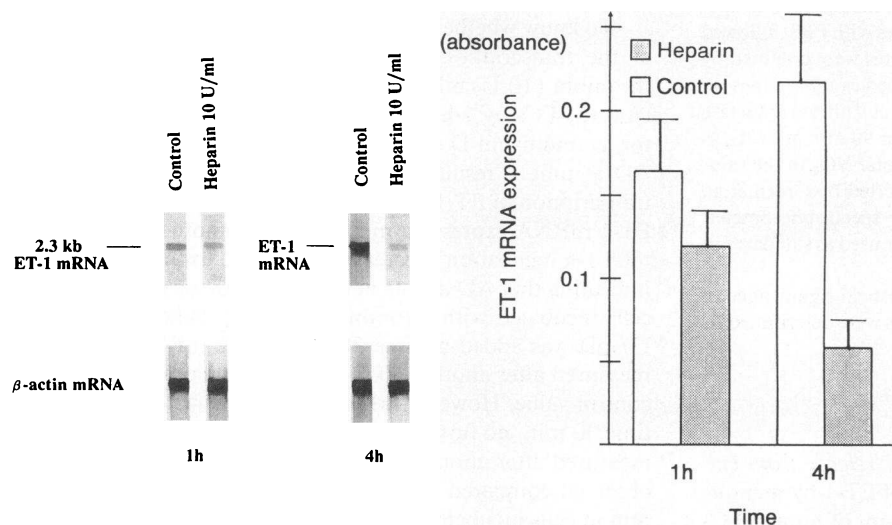 Control
Heparin 10 U/ml
Control
Heparin 10 U/ml
2.3 kb
ET-1 mRNA
ET-1
mRNA
β-actin mRNA
1h
4h
(absorbance)
Heparin
Control
0.2
0.1
ET-1 mRNA expression
1h
4h
Time